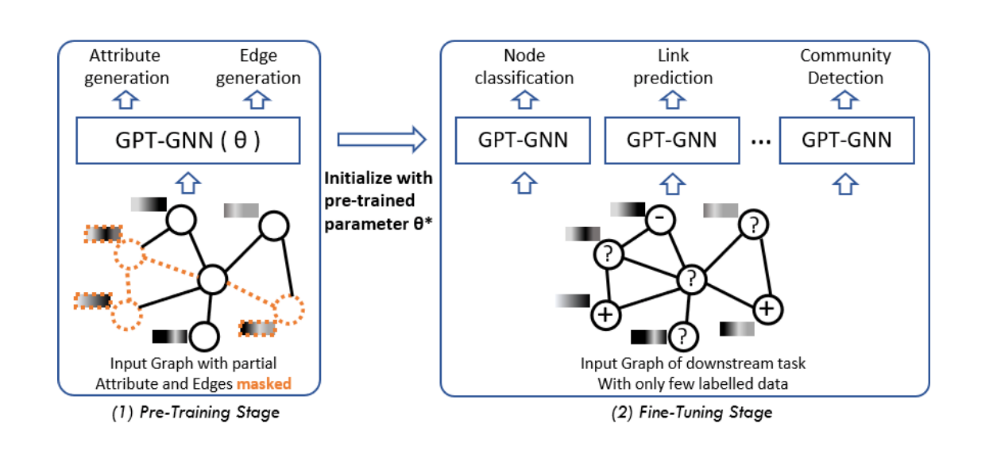 Attribute
generation
Edge
generation
GPT-GNN ( θ )
Input Graph with partial
Attribute and Edges masked
(1) Pre-Training Stage
Initialize with
pre-trained
parameter θ*
Node
classification
Link
prediction
Community
Detection
GPT-GNN
GPT-GNN
...
GPT-GNN
-
?
?
?
+
+
?
Input Graph of downstream task
With only few labelled data
(2) Fine-Tuning Stage